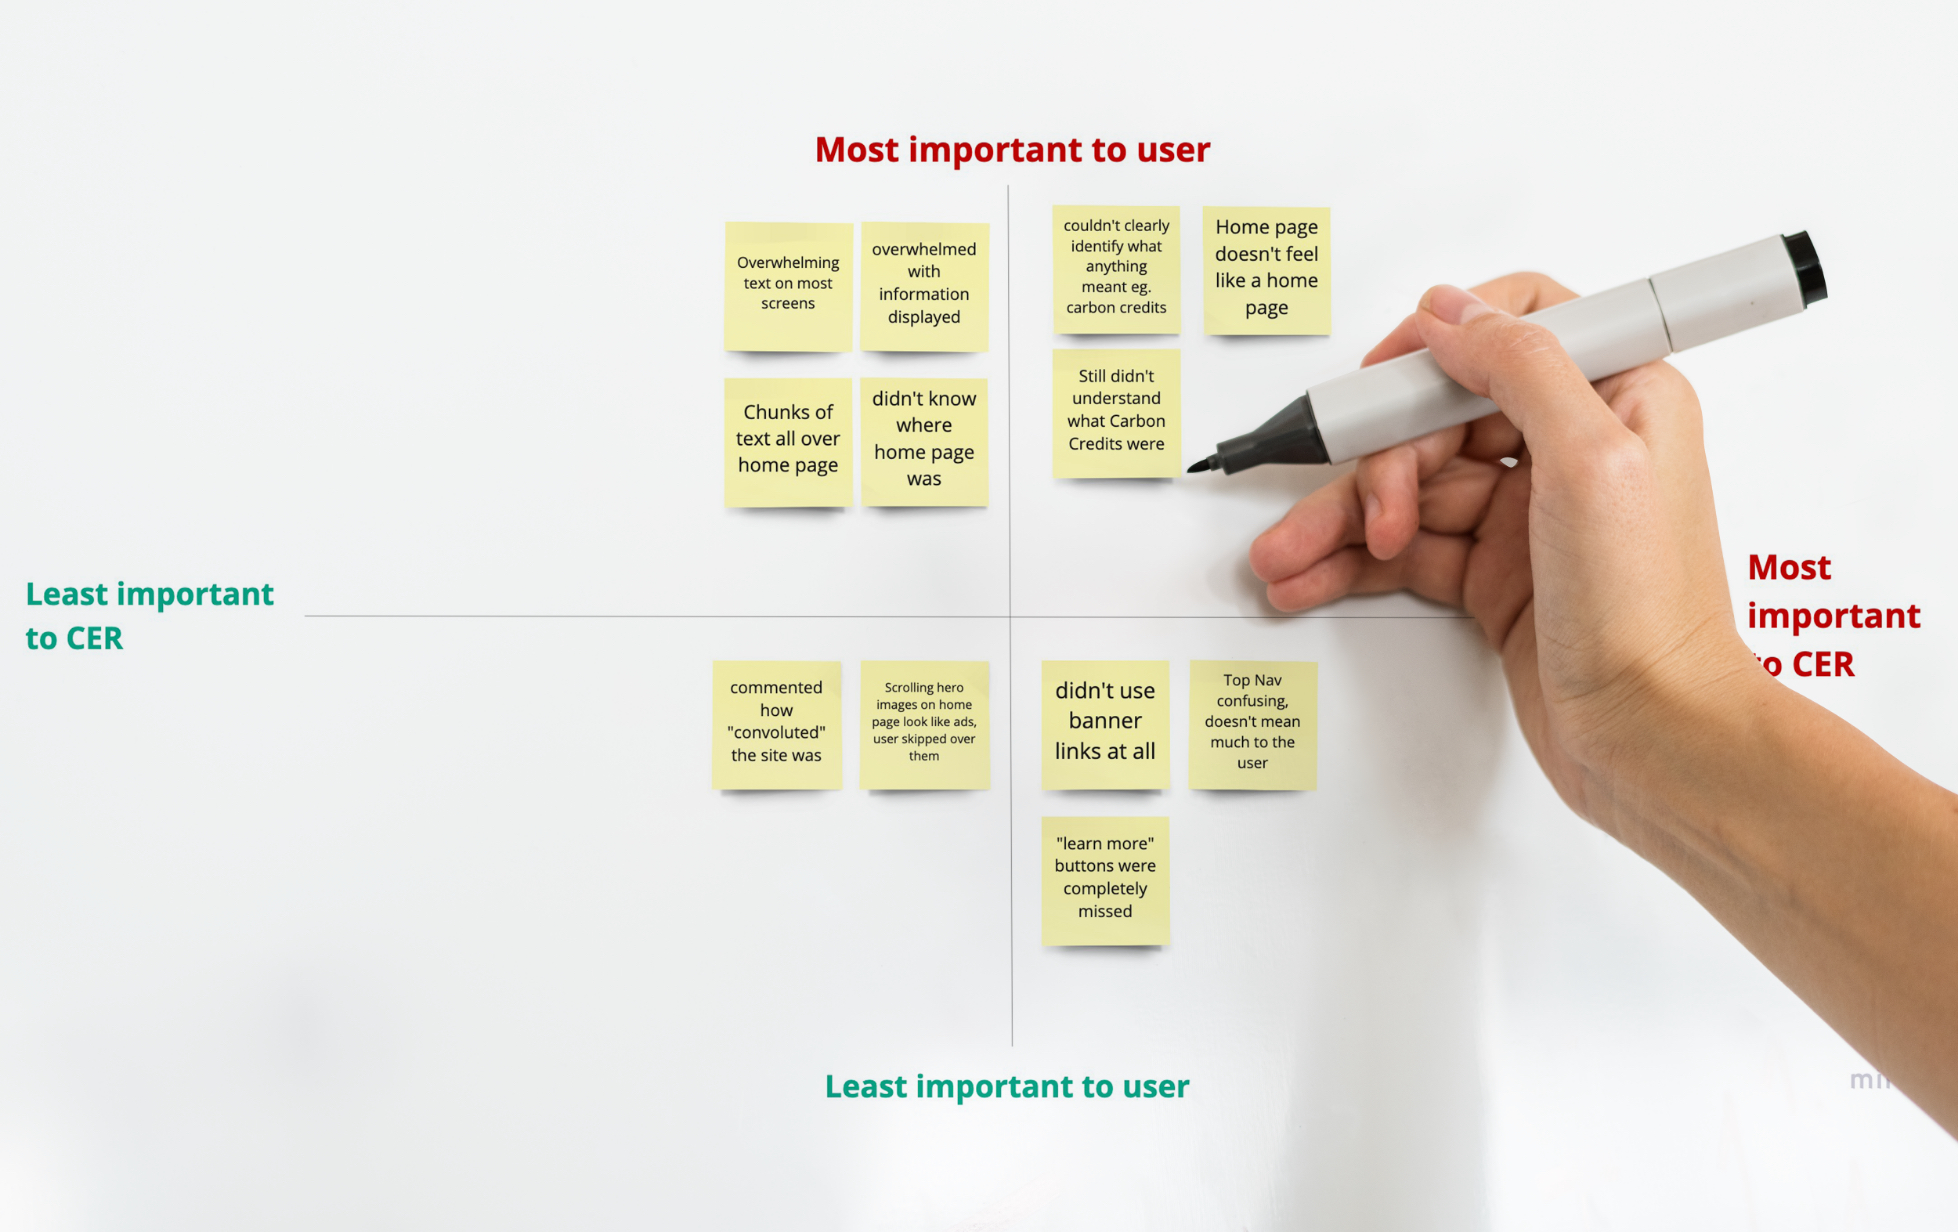 Most important to user
Overwhelming
text on most
screens
overwhelmed
with
information
displayed
couldn't clearly
identify what
anything
meant eg.
carbon credits
Home page
doesn't feel
like a home
page
Chunks of
text all over
home page
didn't know
where
home page
was
Still didn't
understand
what Carbon
Credits were
Least important
to CER
Most
important
to CER
commented
how
"convoluted"
the site was
Scrolling hero
images on home
page look like ads,
user skipped over
them
didn't use
banner
links at all
Top Nav
confusing,
doesn't mean
much to the
user
"learn more"
buttons were
completely
missed
Least important to user